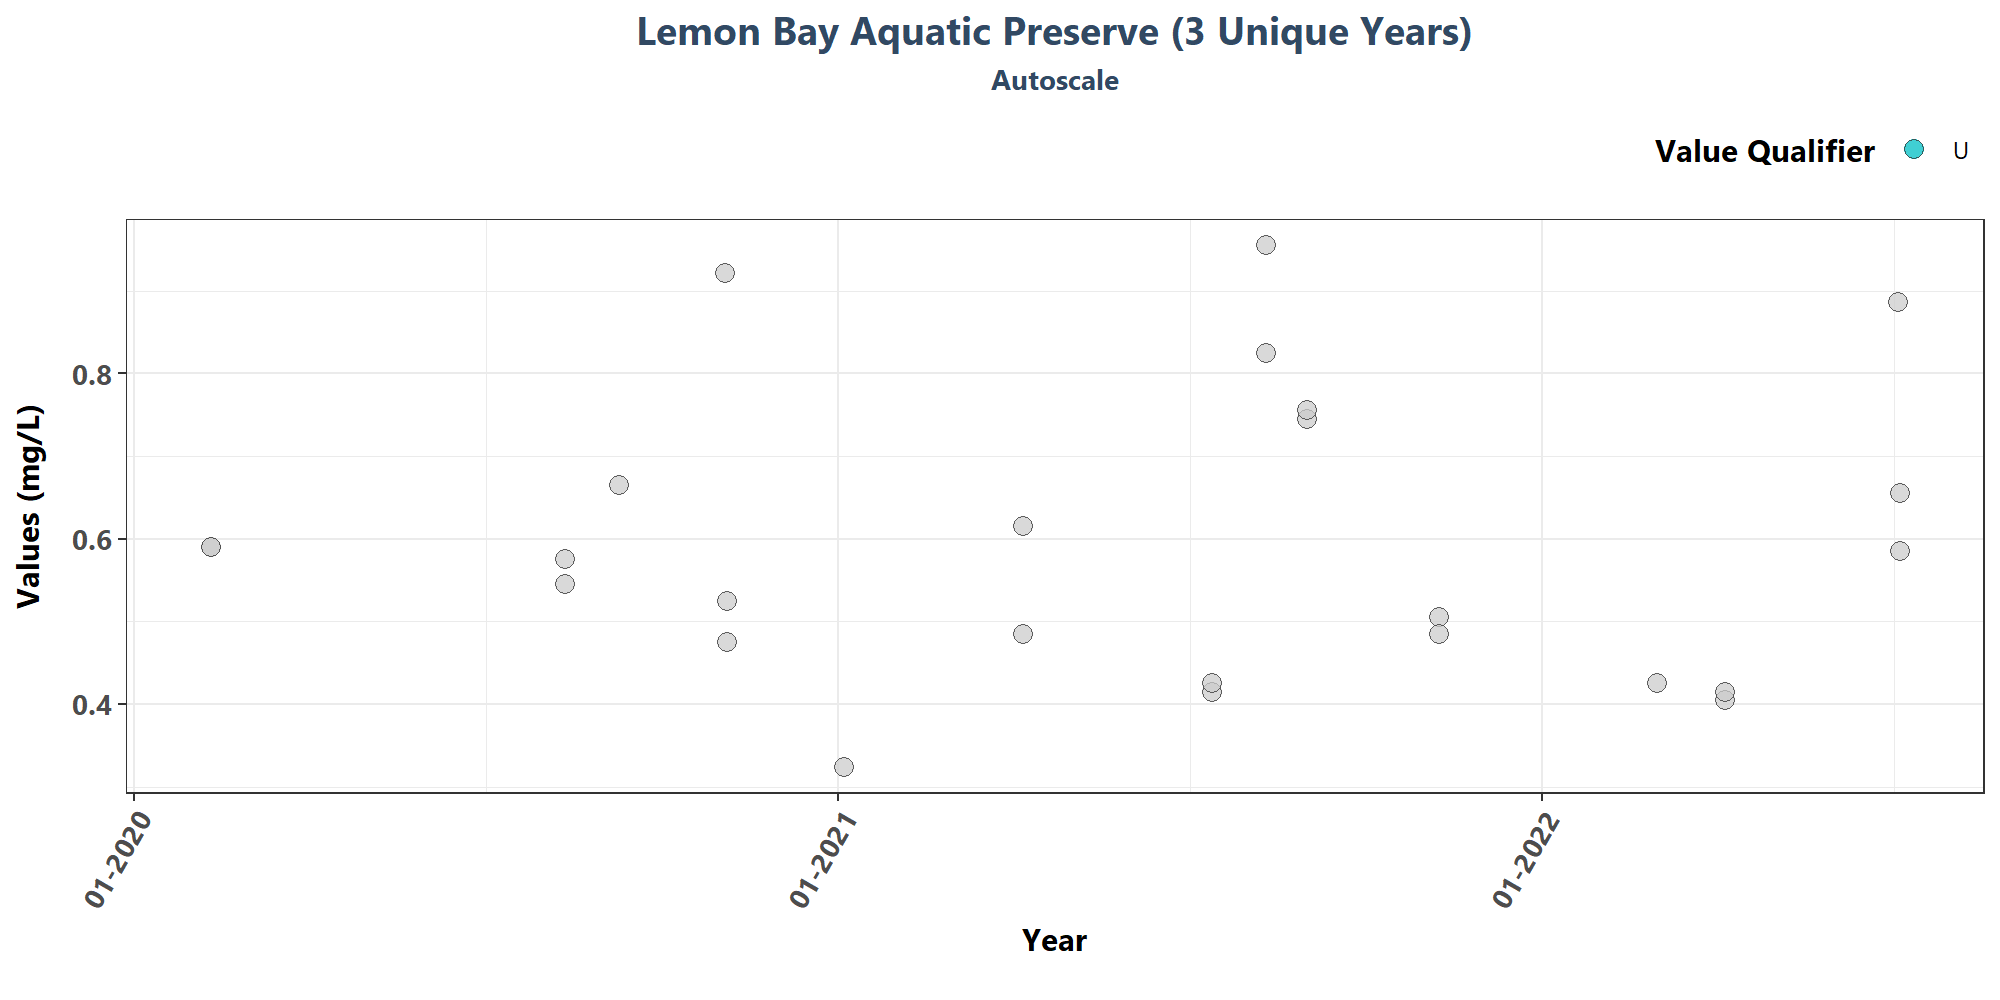 Lemon Bay Aquatic Preserve (3 Unique Years)
Autoscale
Value Qualifier U
Values (mg/L)
0.8
0.6
0.4
01-2020
01-2021
01-2022
Year